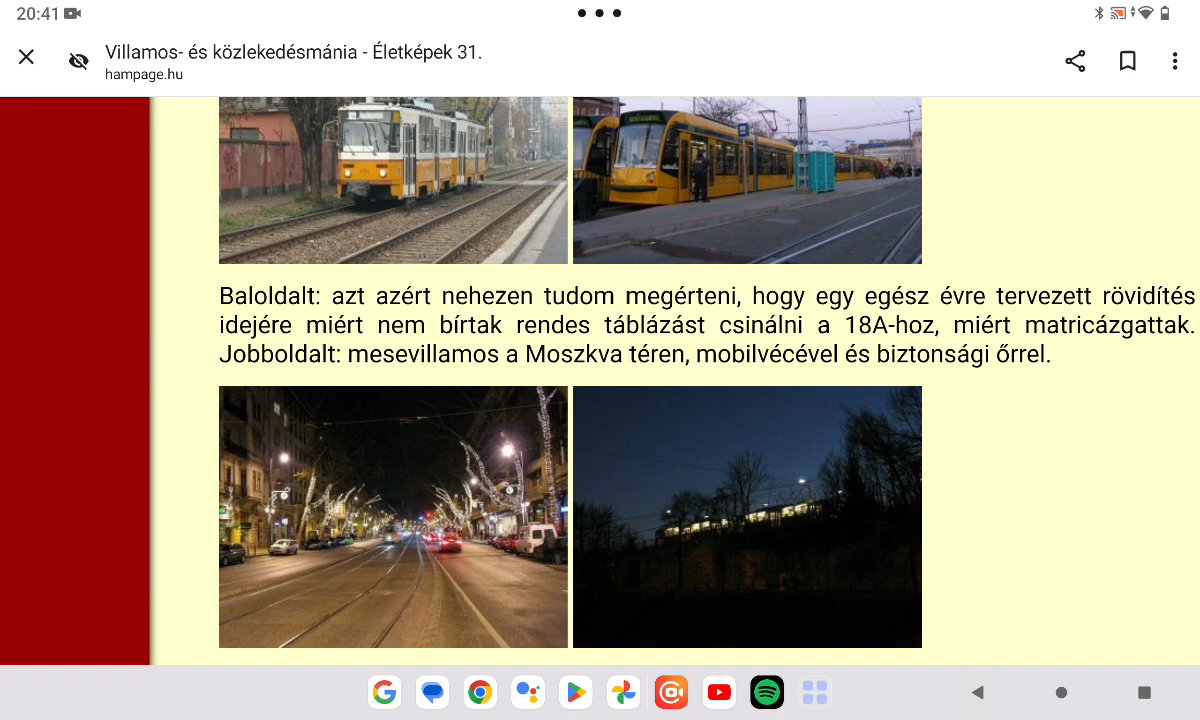 20:41
Villamos- és közlekedésmánia - Életképek 31.
hampage.hu
Baloldalt: azt azért nehezen tudom megérteni, hogy egy egész évre tervezett rövidítés
idejére miért nem bírtak rendes táblázást csinálni a 18A-hoz, miért matricázgattak.
Jobboldalt: mesevillamos a Moszkva téren, mobilvécével és biztonsági őrrel.